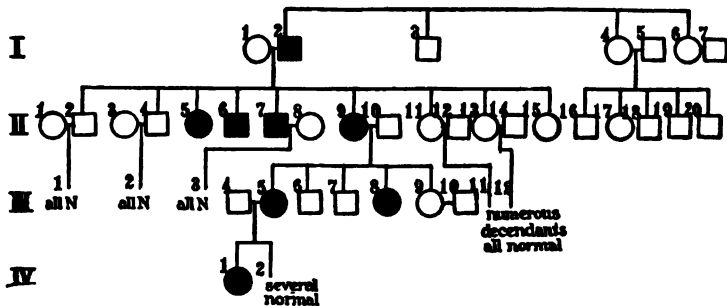 I 1 2 3 4 5 6 7
II 1 2 3 4 5 6 7 8 9 10 11 12 13 14 15 16 17 18 19 20
III 1 2 3 4 5 6 7 8 9 10 11 12
all N all N all N
numerous
decendants
all normal
IV 1 2
several
normal